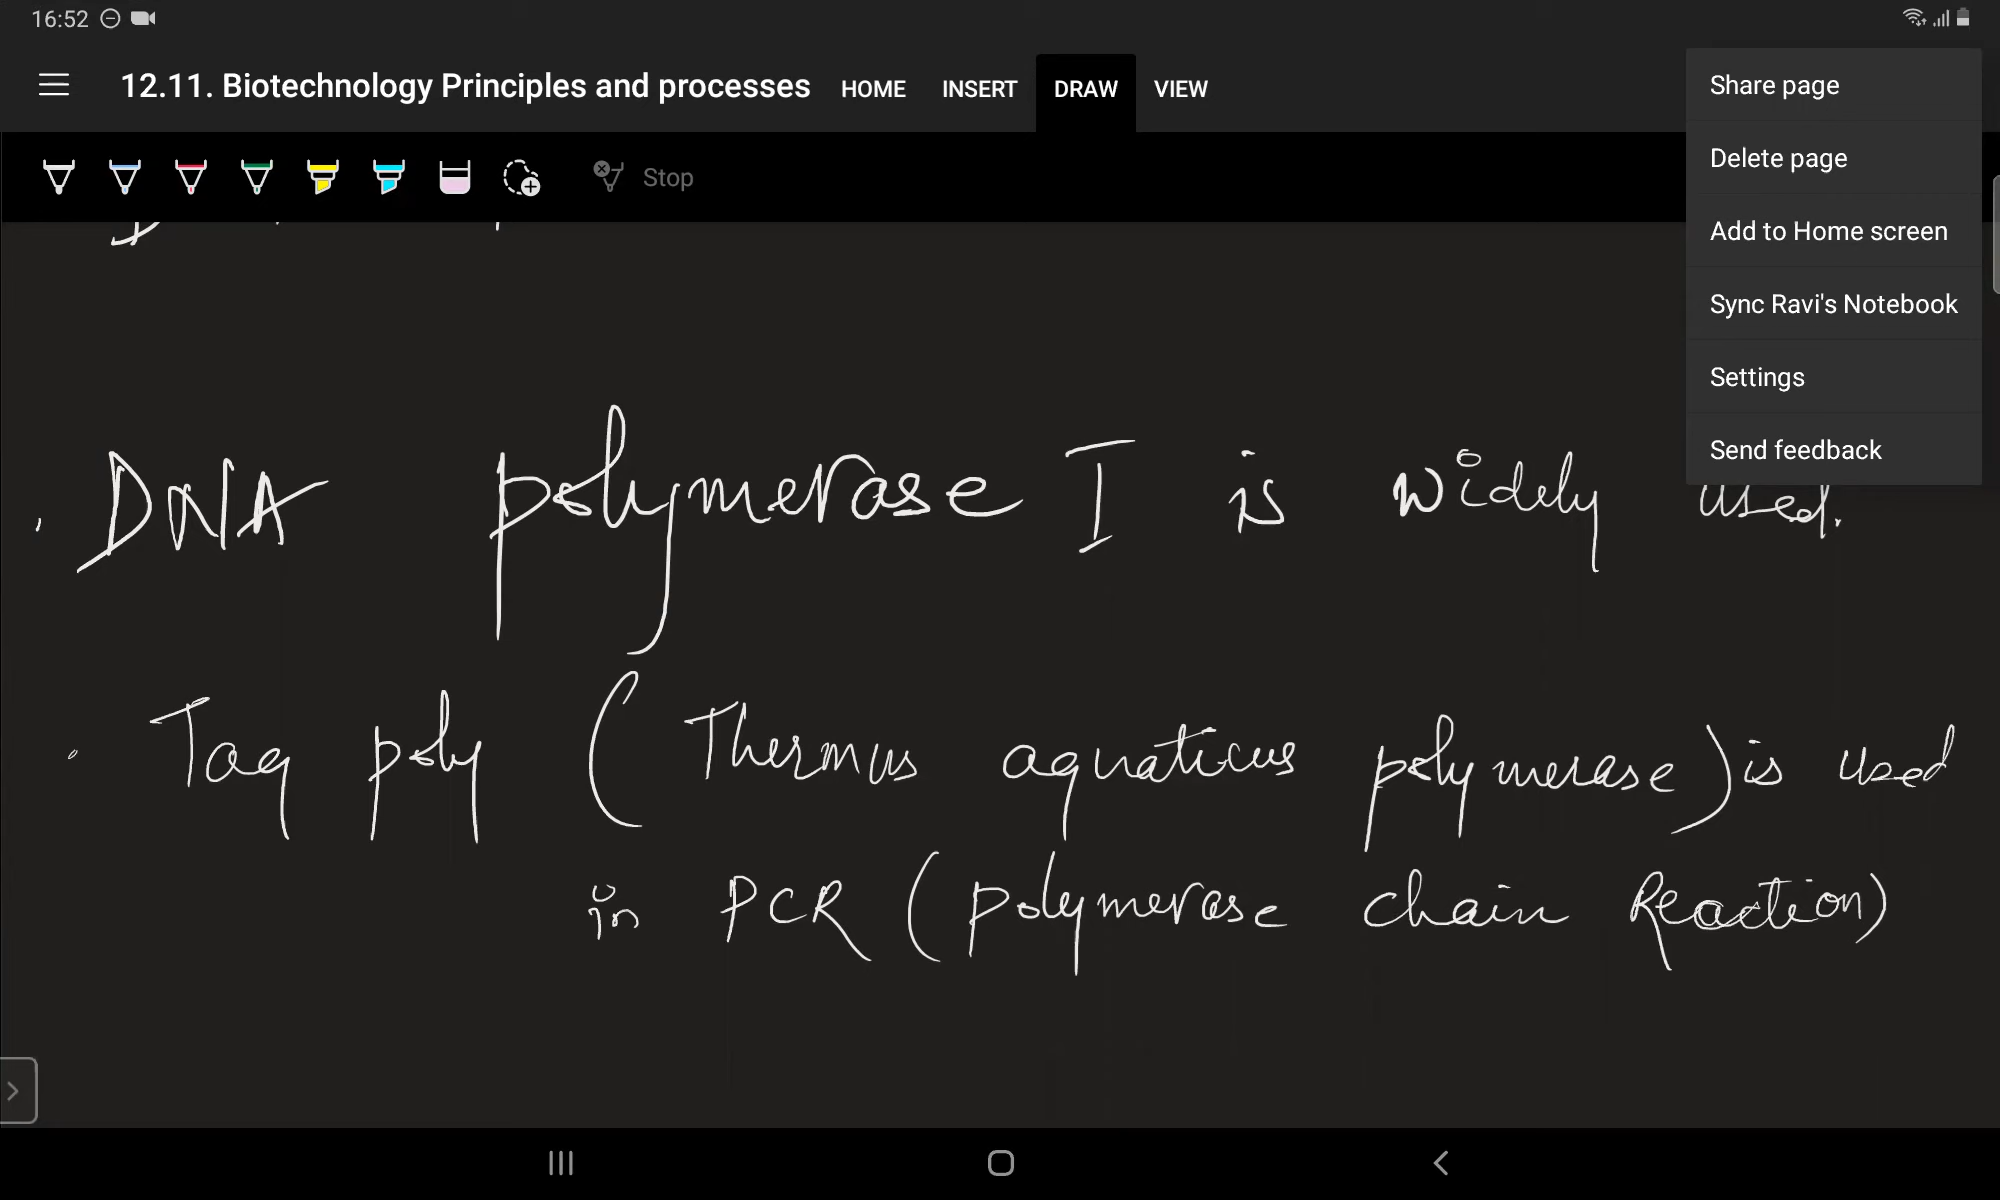 16:52
12.11. Biotechnology Principles and processes HOME INSERT DRAW VIEW
Stop
Share page
Delete page
Add to Home screen
Sync Ravi's Notebook
Settings
Send feedback
. DNA polymerase I is widely used.
. Taq poly ( Thermus aquaticus polymerase) is used
in PCR (polymerase chain Reaction)